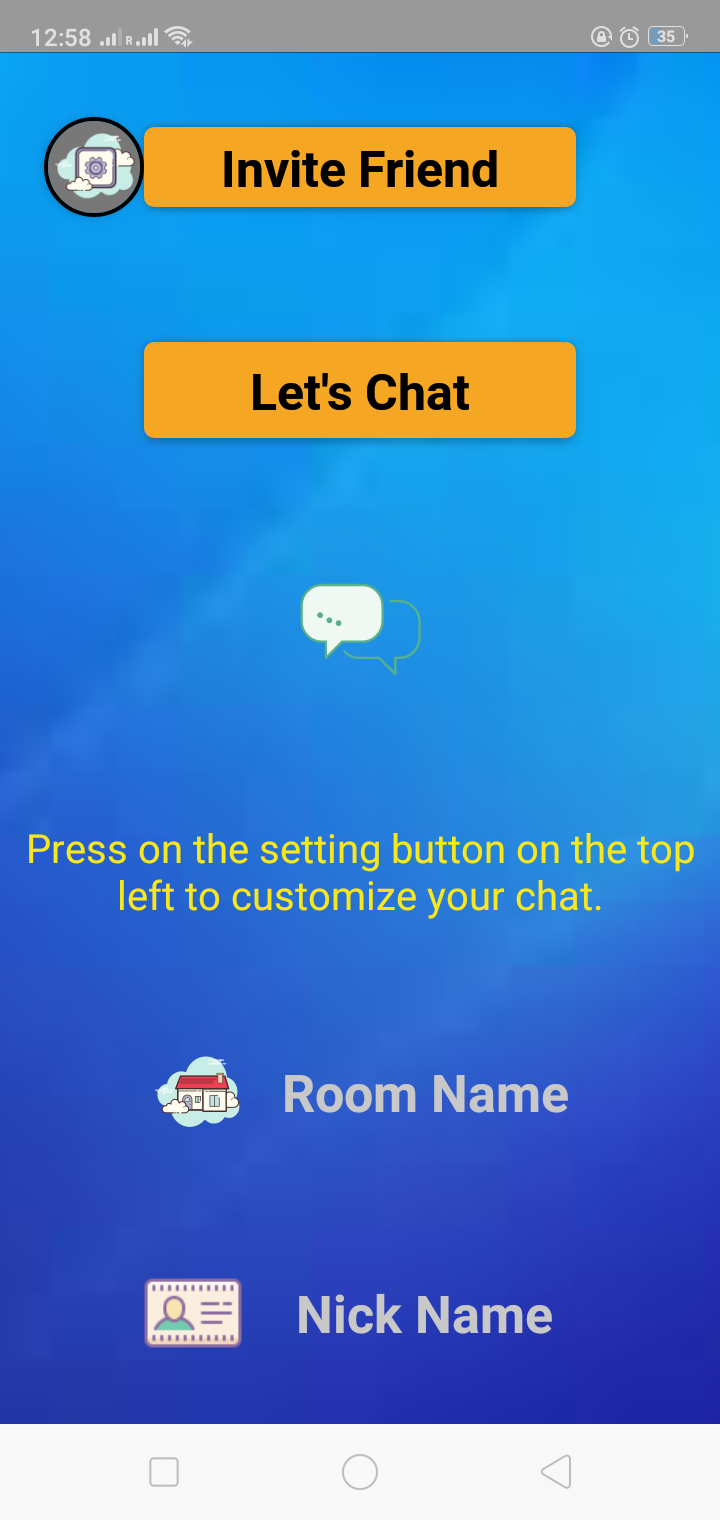 12:58
R
35
Invite Friend
Let's Chat
Press on the setting button on the top
left to customize your chat.
Room Name
Nick Name